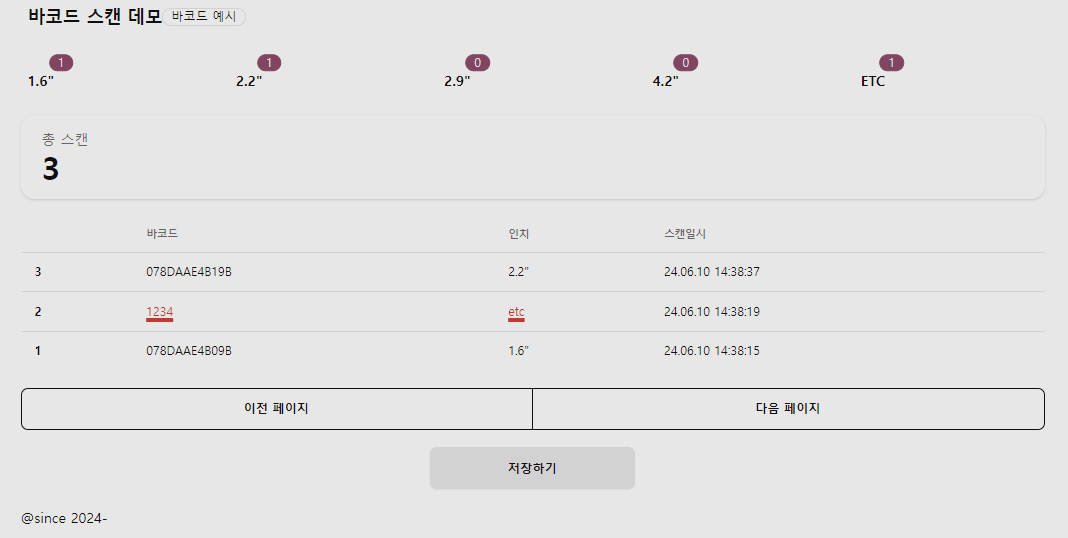 바코드 스캔 데모 바코드 예시
1 1 0 0 1
1.6" 2.2" 2.9" 4.2" ETC
총 스캔
3
바코드 인치 스캔일시
3 078DAAE4B19B 2.2" 24.06.10 14:38:37
2 1234 etc 24.06.10 14:38:19
1 078DAAE4B09B 1.6" 24.06.10 14:38:15
이전 페이지 다음 페이지
저장하기
@since 2024-